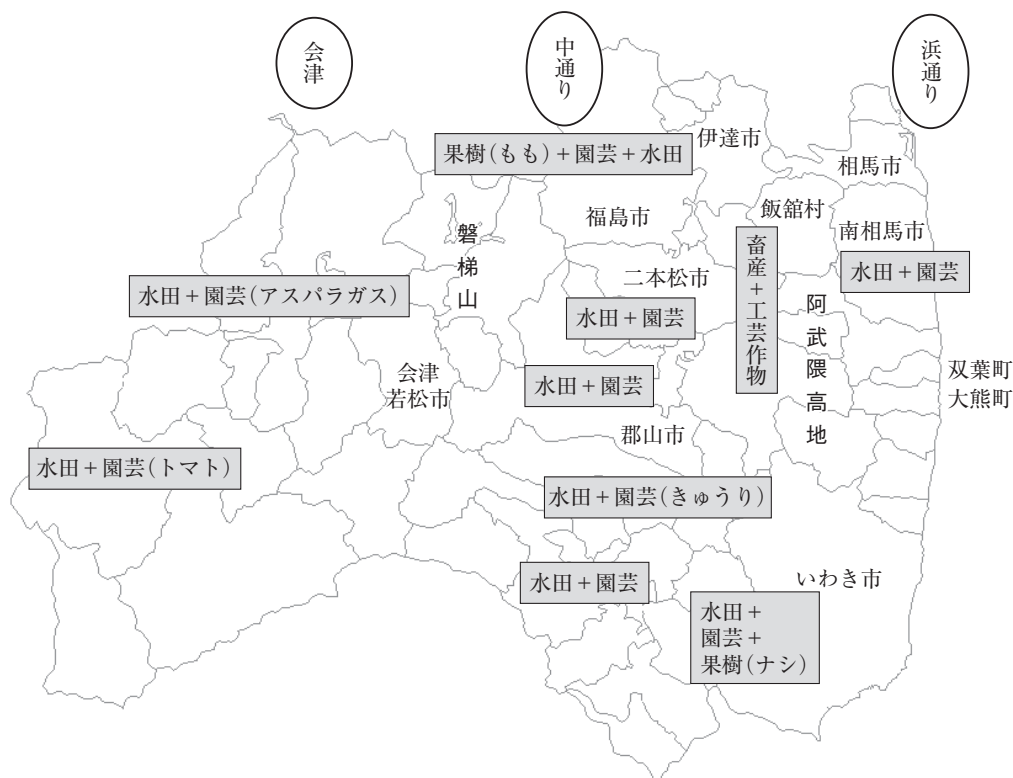 会津
中通り
浜通り
伊達市
果樹(もも)+園芸+水田
相馬市
飯舘村
福島市
南相馬市
磐梯山
畜産+工芸作物
水田+園芸
二本松市
水田+園芸(アスパラガス)
阿武隈高地
水田+園芸
会津
若松市
水田+園芸
双葉町
大熊町
郡山市
水田+園芸(トマト)
水田+園芸(きゅうり)
水田+園芸
いわき市
水田+
園芸+
果樹(ナシ)